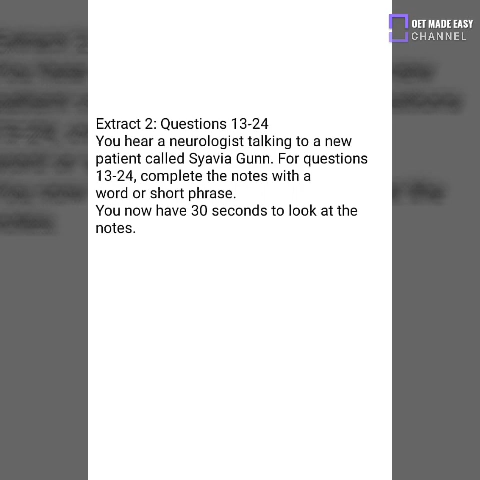 OET MADE EASY
CHANNEL
Extract 2: Questions 13-24
You hear a neurologist talking to a new
patient called Syavia Gunn. For questions
13-24, complete the notes with a
word or short phrase.
You now have 30 seconds to look at the
notes.